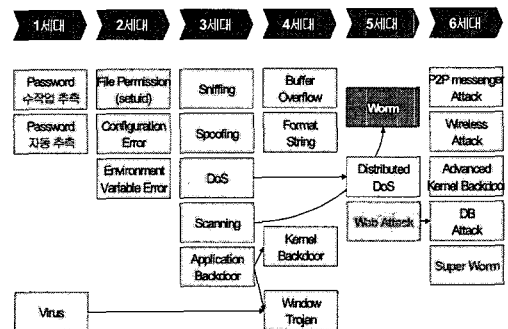 1세대
2세대
3세대
4세대
5세대
6세대
Password
수작업 추측
Password
자동 추측
Virus
File Permission
(setuid)
Configuration
Error
Environment
Variable Error
Sniffing
Spoofing
DoS
Scanning
Application
Backdoor
Buffer
Overflow
Format
String
Kernel
Backdoor
Window
Trojan
Worm
Distributed
DoS
Web Attack
P2P messenger
Attack
Wireless
Attack
Advanced
Kernel Backdoor
DB
Attack
Super Worm